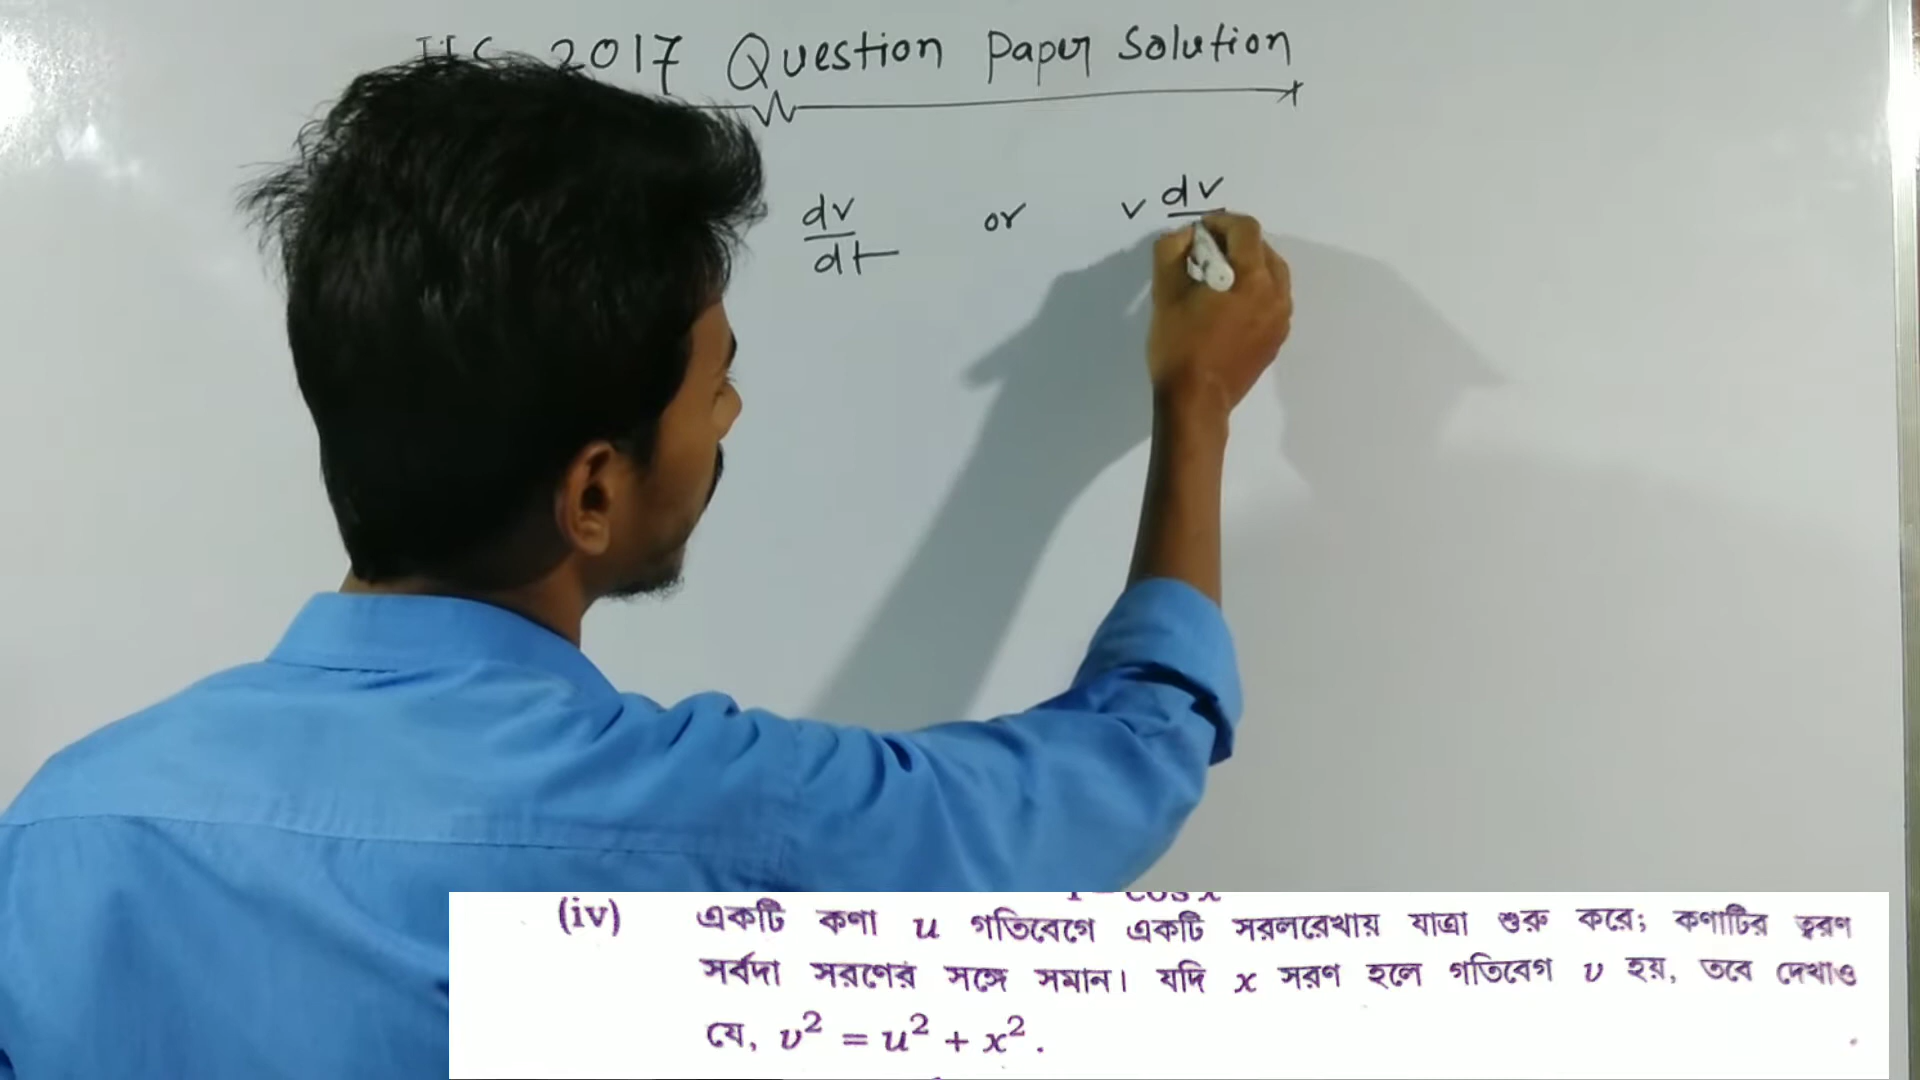 2017 Question Paper Solution
dv/dt or v dv
(iv) একটি কণা u গতিবেগে একটি সরলরেখায় যাত্রা শুরু করে; কণাটির ত্বরণ
সর্বদা সরণের সঙ্গে সমান। যদি x সরণ হলে গতিবেগ v হয়, তবে দেখাও
যে, v² = u² + x².